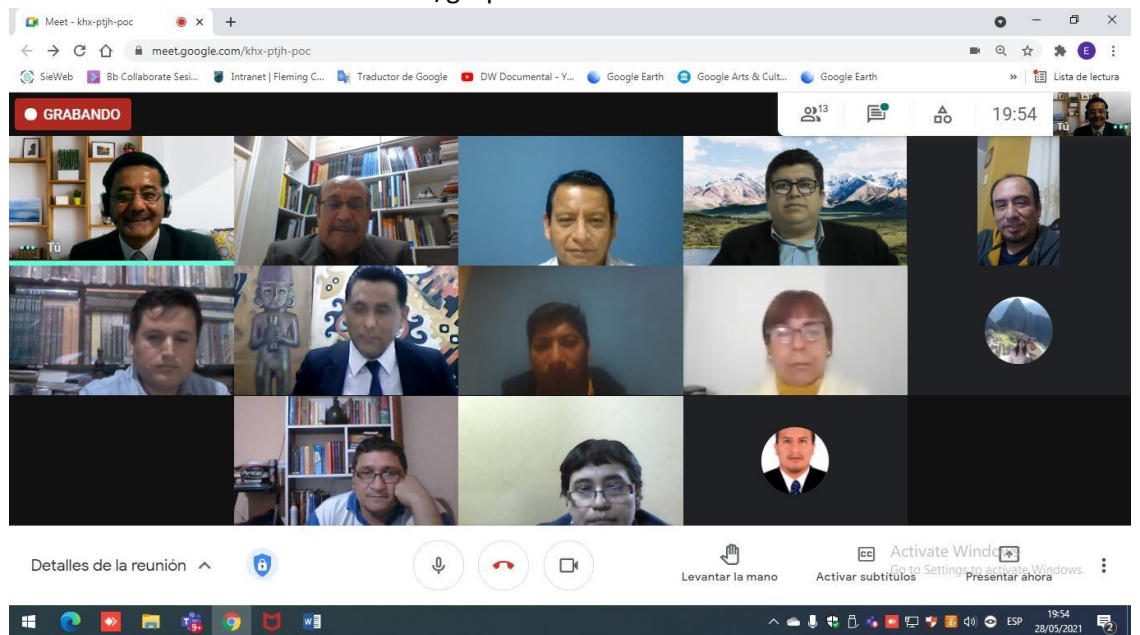 Meet - khx-ptjh-poc
meet.google.com/khx-ptjh-poc
E
SieWeb
Bb Collaborate Sesi...
Intranet | Fleming C...
Traductor de Google
DW Documental - Y...
Google Earth
Google Arts & Cult...
Google Earth
»
Lista de lectura
GRABANDO
13
19:54
Tú
Tú
Detalles de la reunión
Levantar la mano
Activar subtítulos
Presentar ahora
Activate Windows
Go to Settings to activate Windows.
ESP
19:54
28/05/2021